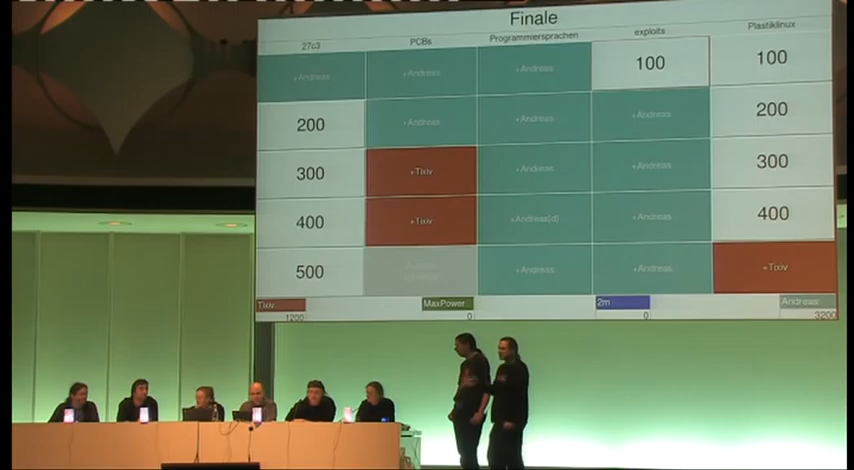 Finale
27c3 PCBs Programmiersprachen exploits Plastiklinux
+Andreas +Andreas +Andreas 100 100
200 +Andreas +Andreas +Andreas 200
300 +Tixiv +Andreas +Andreas 300
400 +Tixiv +Andreas(d) +Andreas 400
500 +Andreas +Andreas +Tixiv
Tixiv MaxPower 2m Andreas
1200 0 0 3200